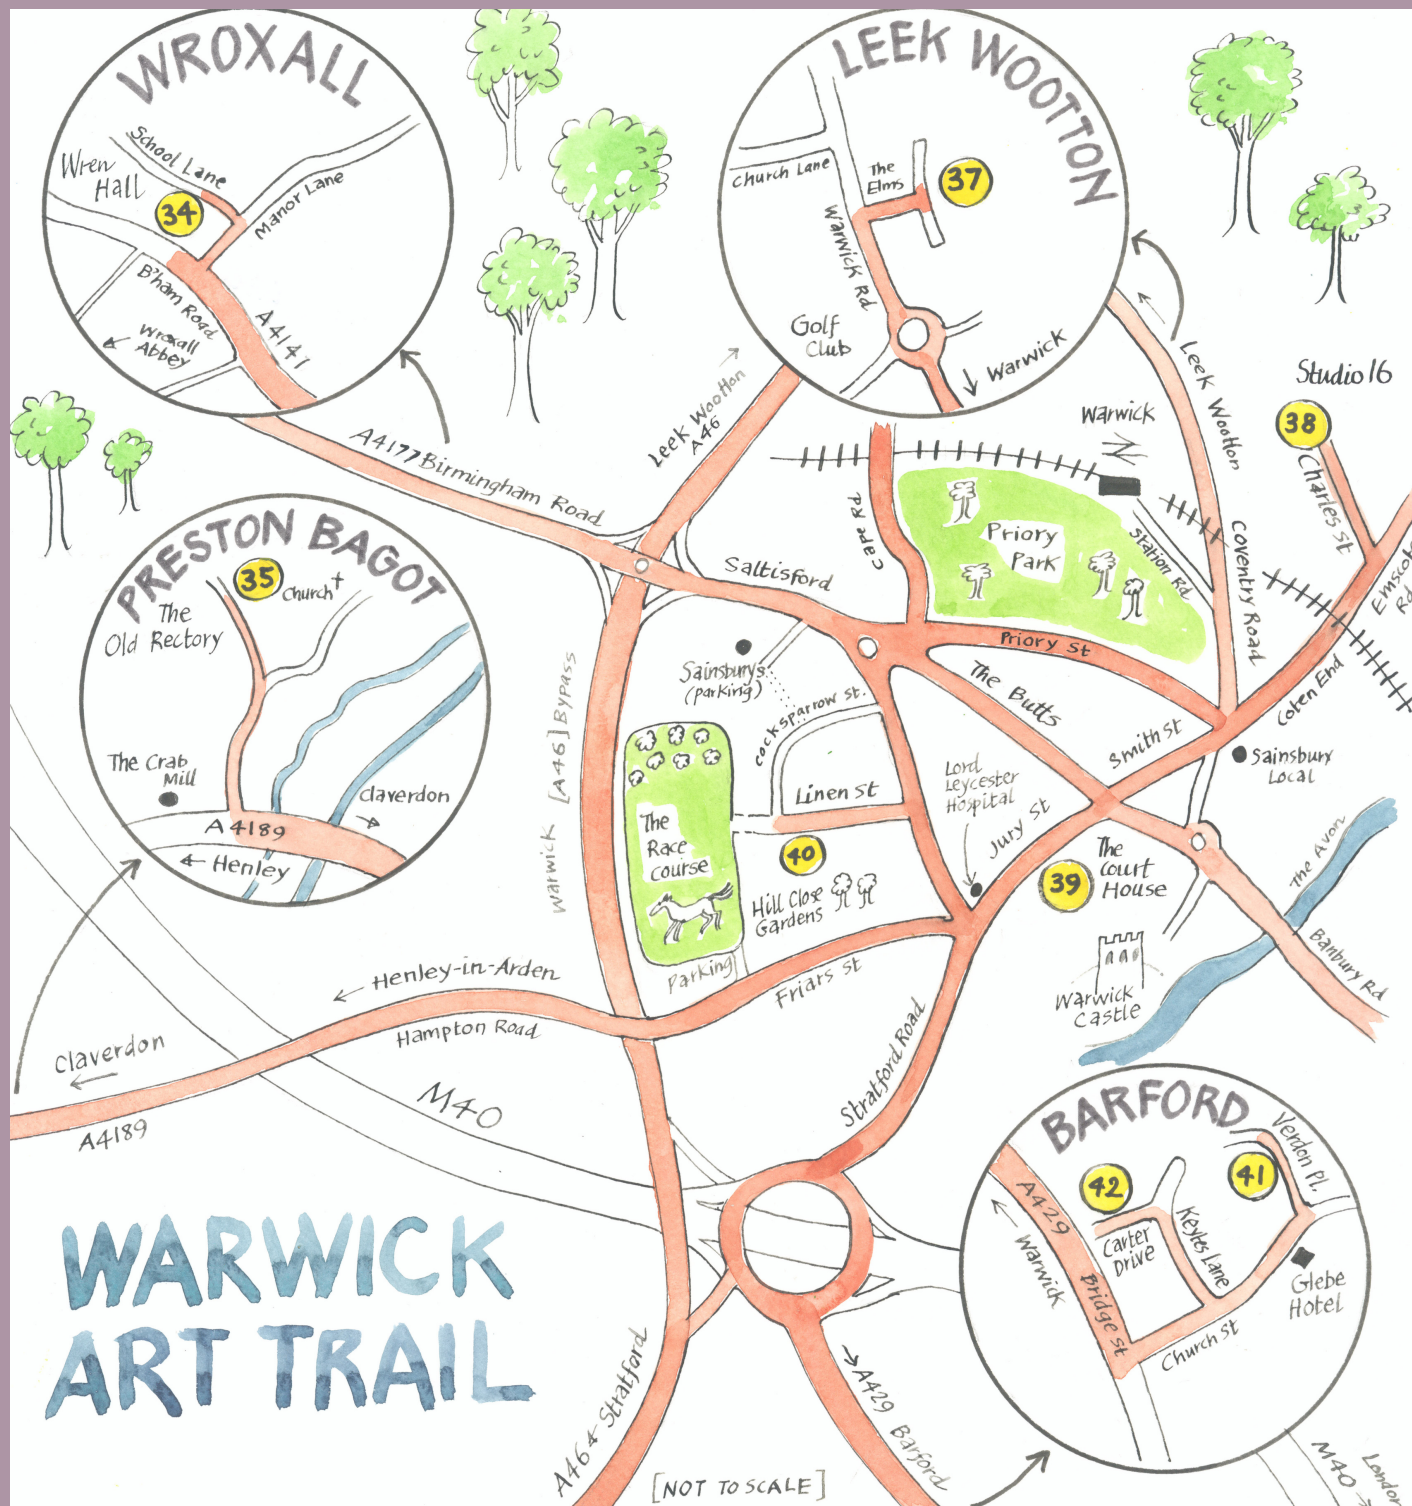 WROXALL
School Lane
Wren
Hall
34
Manor Lane
B'ham Road
A4141
Wroxall
Abbey
LEEK WOOTTON
Church Lane
The
Elms
37
Warwick Rd
Golf
Club
Warwick
Leek Wootton
Studio 16
38
Charles St
Emscote
Rd
Warwick
A4177 Birmingham Road
Leek Wootton
A46
Cape Rd
Priory
Park
Station Rd
Coventry Road
PRESTON BAGOT
35
Church
The
Old Rectory
The Crab
Mill
Claverdon
A4189
Henley
Saltisford
Priory St
Sainsburys
(parking)
Cocksparrow St.
The Butts
Smith St
Coten End
Sainsbury
Local
Warwick [A46] Bypass
Linen St
Lord
Leycester
Hospital
Jury St
The
Race
course
40
Hill Close
Gardens
39
The
Court
House
The Avon
Banbury Rd
Parking
Friars St
Warwick
Castle
Henley-in-Arden
Hampton Road
Claverdon
A4189
M40
Stratford Road
BARFORD
Verdon Pl.
42
41
A429
Warwick
Carter
Drive
Keytes Lane
Bridge St
Church St
Glebe
Hotel
WARWICK
ART TRAIL
A46 Stratford
A429 Barford
[NOT TO SCALE]
M40
London